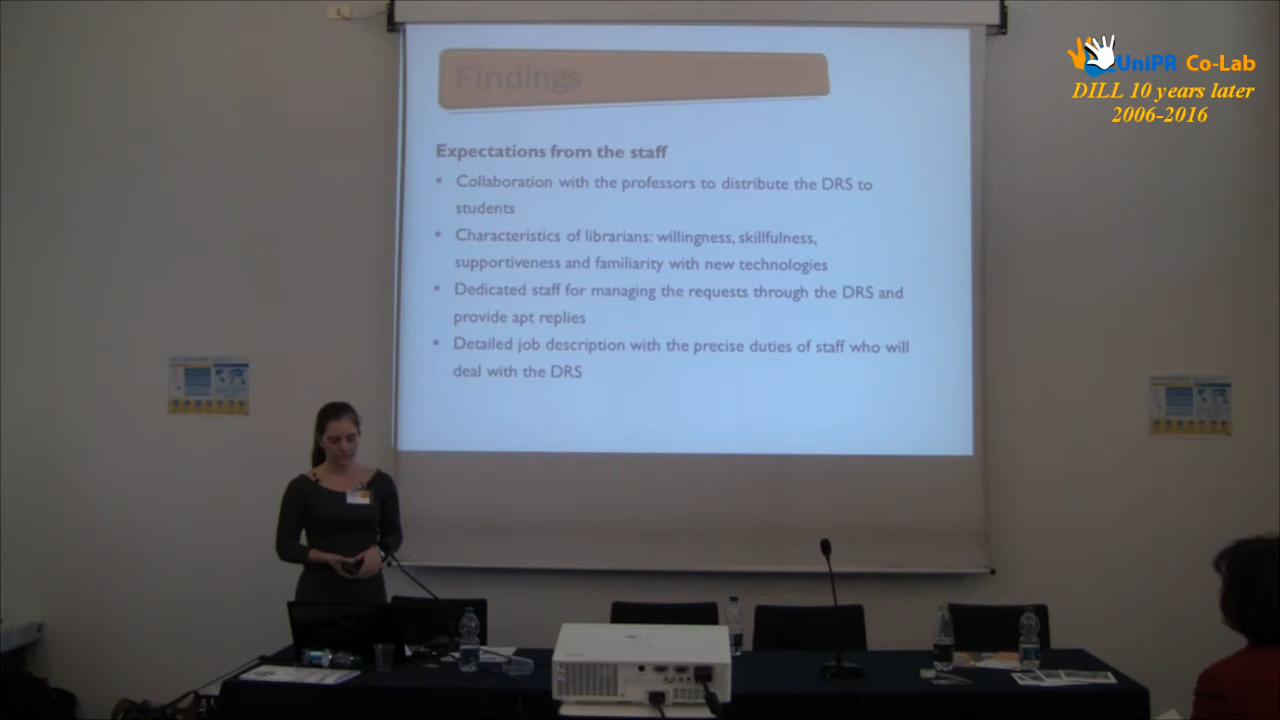 Findings
Expectations from the staff
Collaboration with the professors to distribute the DRS to
students
Characteristics of librarians: willingness, skillfulness,
supportiveness and familiarity with new technologies
Dedicated staff for managing the requests through the DRS and
provide apt replies
Detailed job description with the precise duties of staff who will
deal with the DRS
UniPR Co-Lab
DILL 10 years later
2006-2016